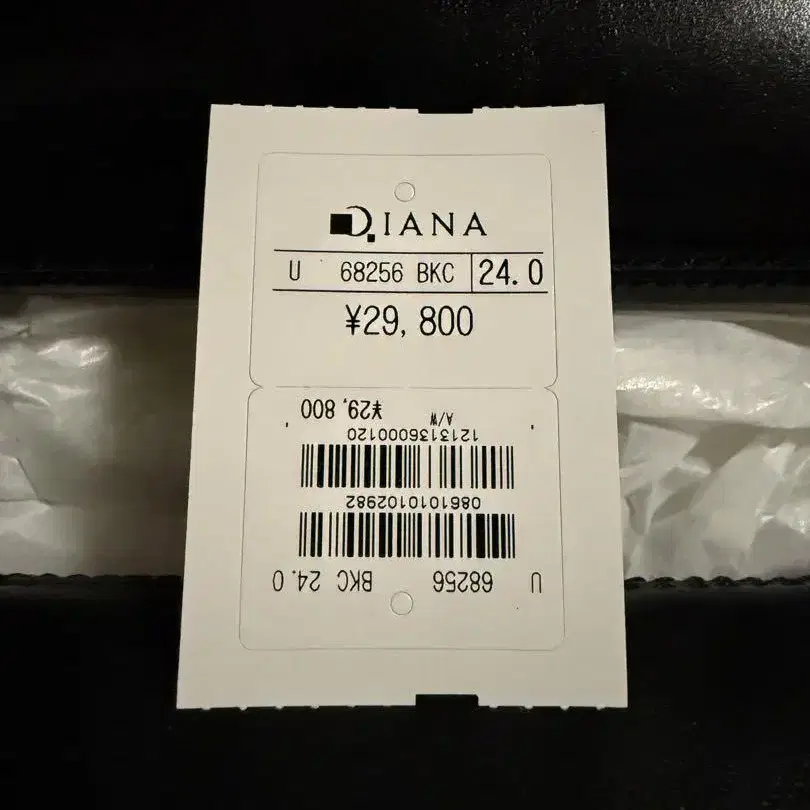 DIANA
U 68256 BKC 24.0
¥29,800
¥29,800
A/W
1213136000120
0861010102982
U 68256 BKC 24.0